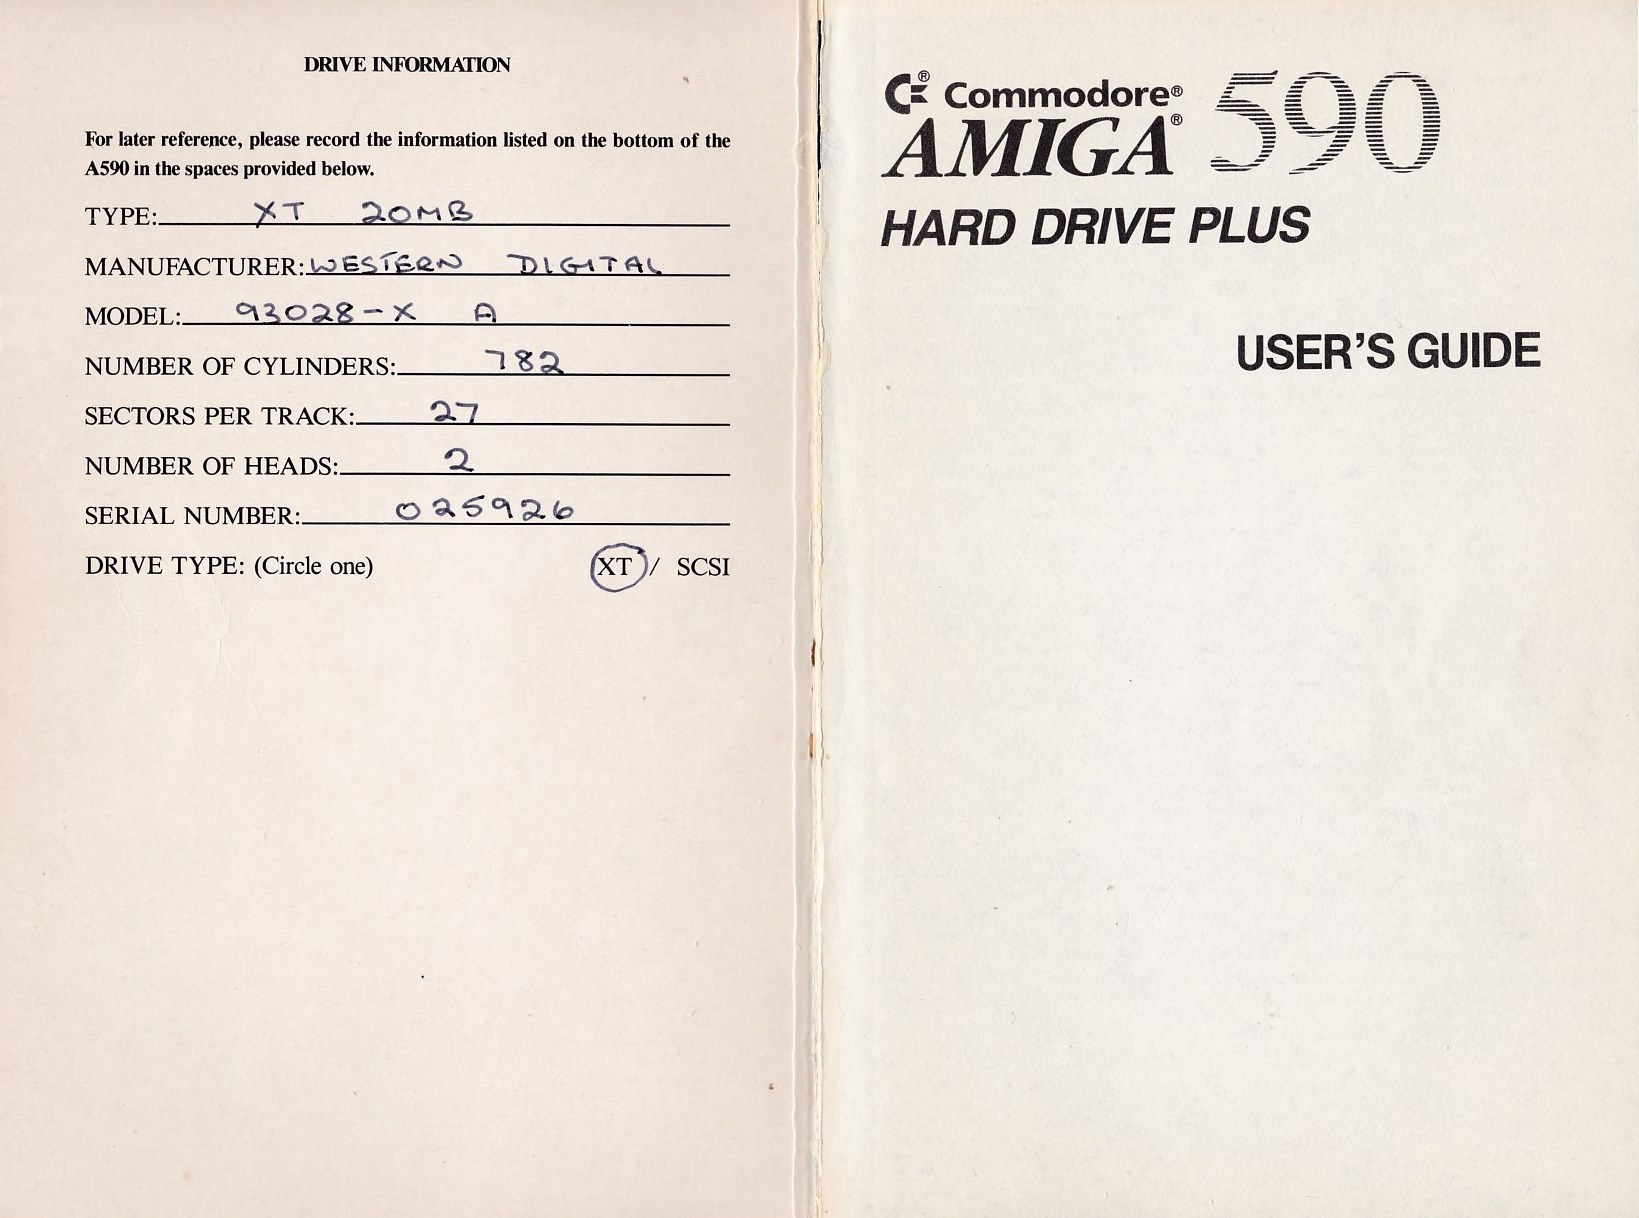 DRIVE INFORMATION
For later reference, please record the information listed on the bottom of the
A590 in the spaces provided below.
TYPE: XT 20MB
MANUFACTURER: WESTERN DIGITAL
MODEL: 93028-X A
NUMBER OF CYLINDERS: 782
SECTORS PER TRACK: 27
NUMBER OF HEADS: 2
SERIAL NUMBER: 025926
DRIVE TYPE: (Circle one) XT / SCSI
® Commodore®
AMIGA® 590
HARD DRIVE PLUS
USER'S GUIDE